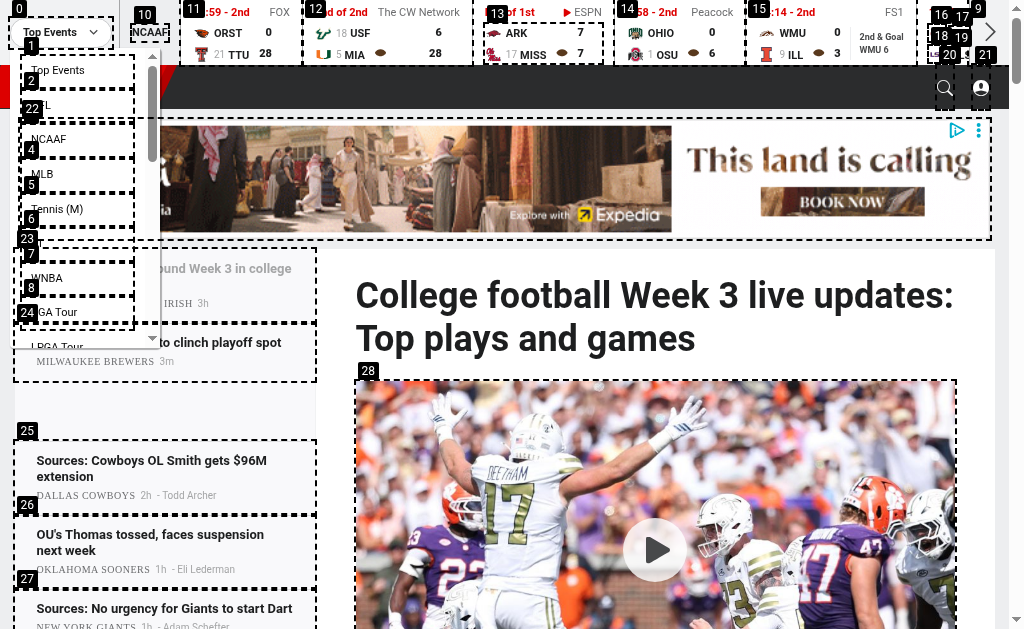 Top Events
NCAAF
:59 - 2nd FOX
ORST 0
21 TTU 28
nd of 2nd The CW Network
18 USF 6
5 MIA 28
of 1st ESPN
ARK 7
17 MISS 7
58 - 2nd Peacock
OHIO 0
1 OSU 6
:14 - 2nd FS1
WMU 0
9 ILL 3
2nd & Goal
WMU 6
0
1
2
22
4
5
6
23
7
8
24
9
10
11
12
13
14
15
16
17
18
19
20
21
25
26
27
28
Top Events
FL
NCAAF
MLB
Tennis (M)
WNBA
GA Tour
LPGA Tour
Explore with Expedia
This land is calling
BOOK NOW
ound Week 3 in college
IRISH 3h
to clinch playoff spot
MILWAUKEE BREWERS 3m
Sources: Cowboys OL Smith gets $96M
extension
DALLAS COWBOYS 2h - Todd Archer
OU's Thomas tossed, faces suspension
next week
OKLAHOMA SOONERS 1h - Eli Lederman
Sources: No urgency for Giants to start Dart
NEW YORK GIANTS 1h - Adam Schefter
College football Week 3 live updates:
Top plays and games
BEETHAM
17
23
47